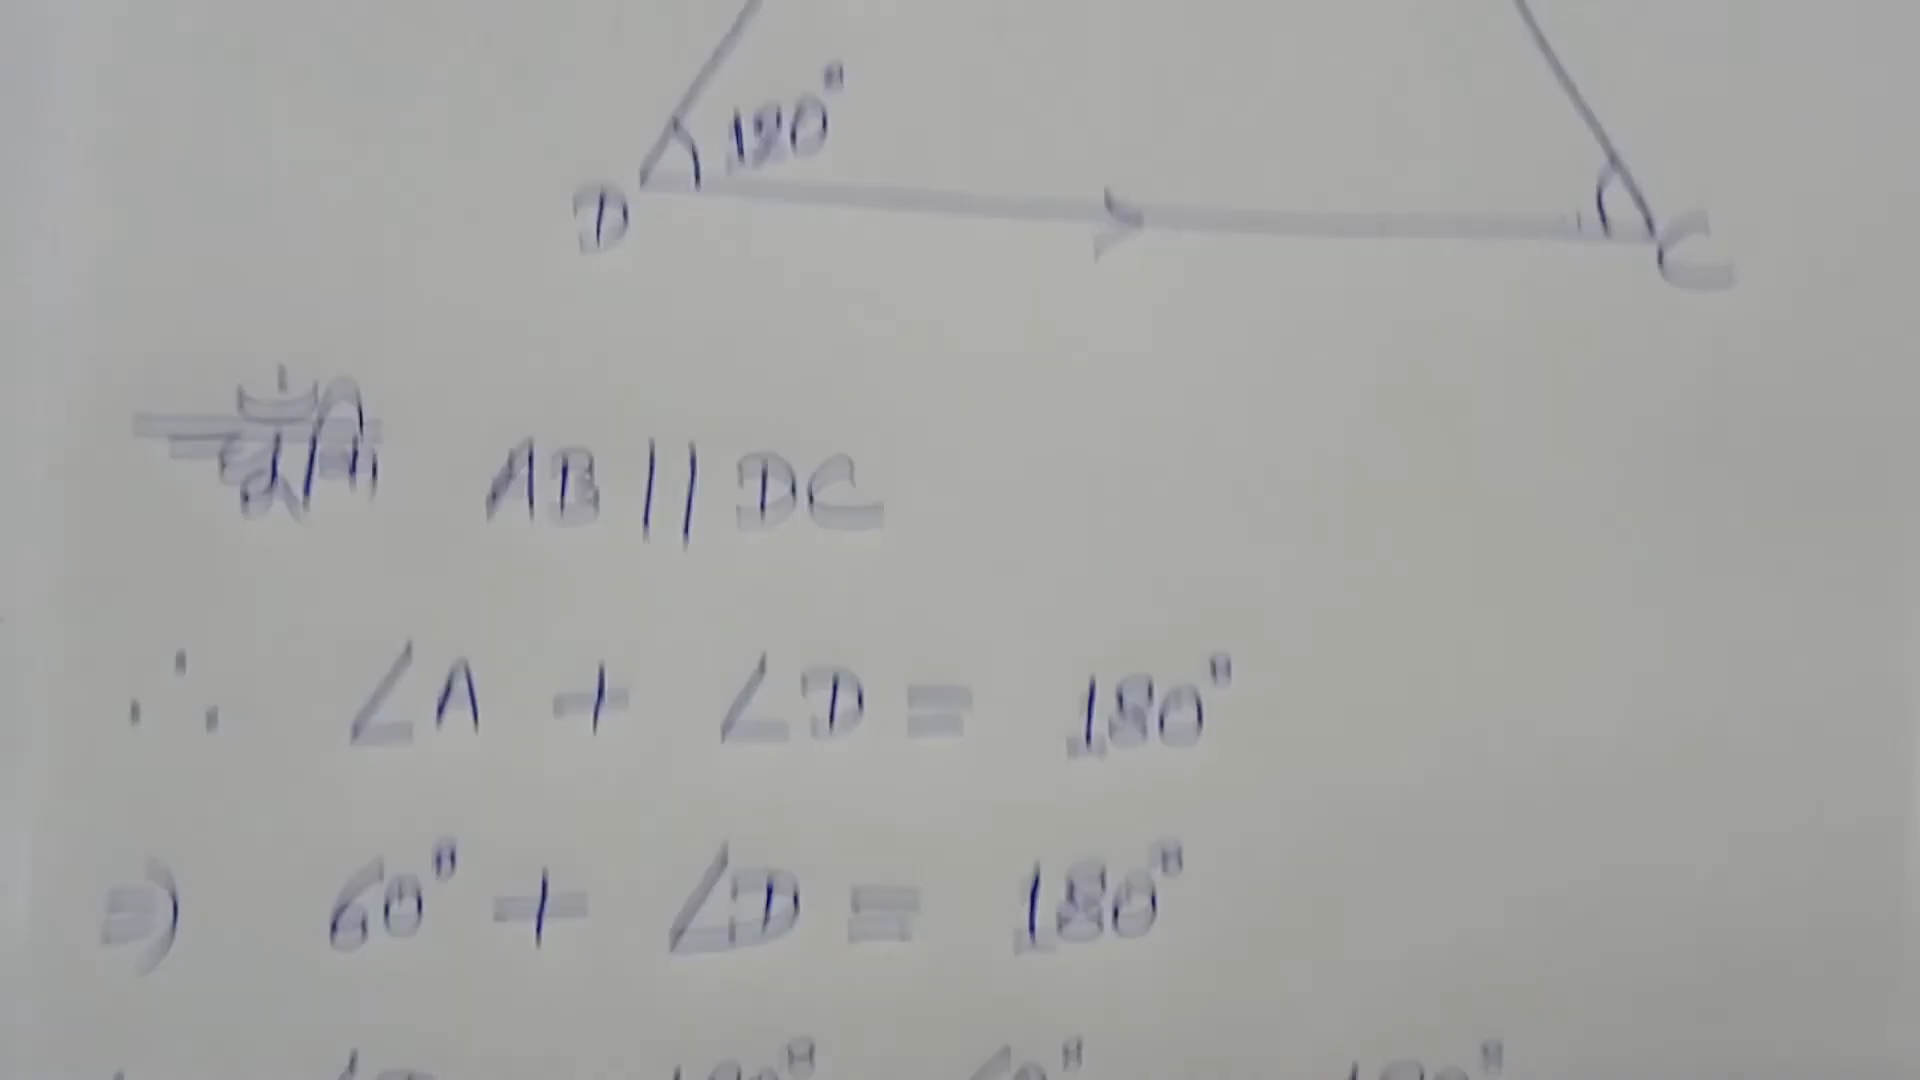 120°
D
C
AB || DC
∴ ∠A + ∠D = 180°
⇒ 60° + ∠D = 180°